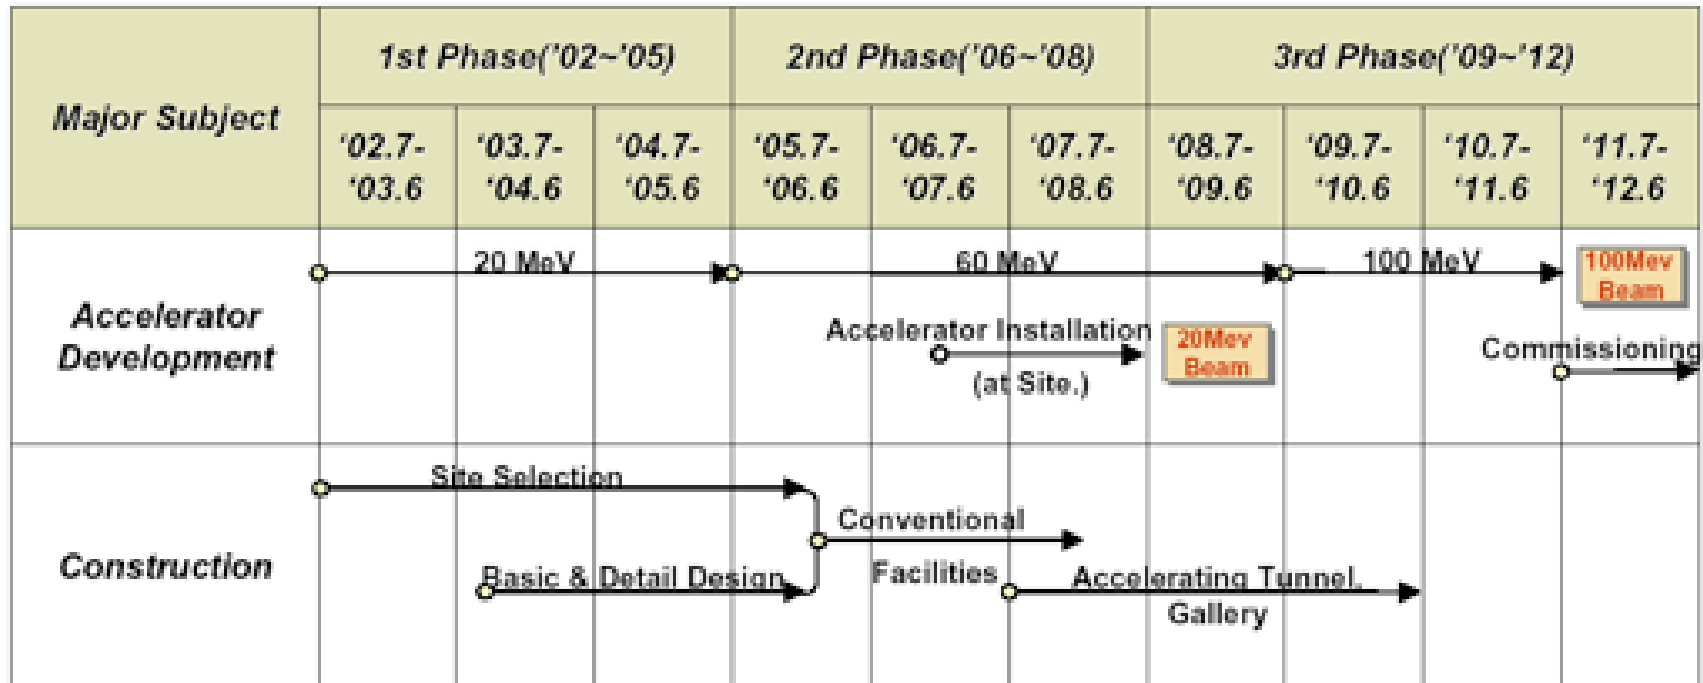 Major Subject
1st Phase('02~'05)
2nd Phase('06~'08)
3rd Phase('09~'12)
'02.7-
'03.6
'03.7-
'04.6
'04.7-
'05.6
'05.7-
'06.6
'06.7-
'07.6
'07.7-
'08.6
'08.7-
'09.6
'09.7-
'10.6
'10.7-
'11.6
'11.7-
'12.6
Accelerator
Development
20 MeV
60 MeV
100 MeV
100Mev
Beam
Accelerator Installation
(at Site.)
20Mev
Beam
Commissioning
Construction
Site Selection
Conventional
Facilities
Basic & Detail Design
Accelerating Tunnel.
Gallery